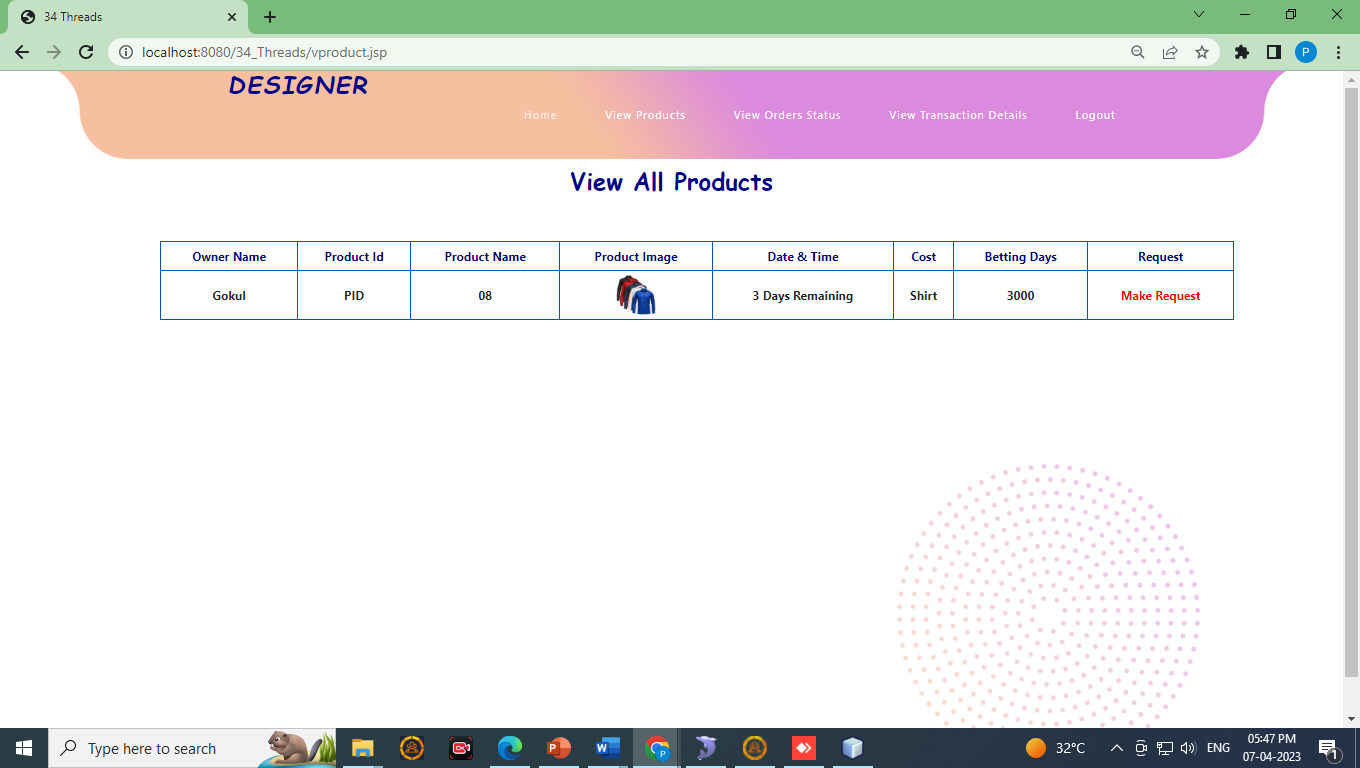 34 Threads
localhost:8080/34_Threads/vproduct.jsp
P
DESIGNER
Home View Products View Orders Status View Transaction Details Logout
View All Products
Owner Name Product Id Product Name Product Image Date & Time Cost Betting Days Request
Gokul PID 08 3 Days Remaining Shirt 3000 Make Request
Type here to search
32°C ENG 05:47 PM
07-04-2023
1